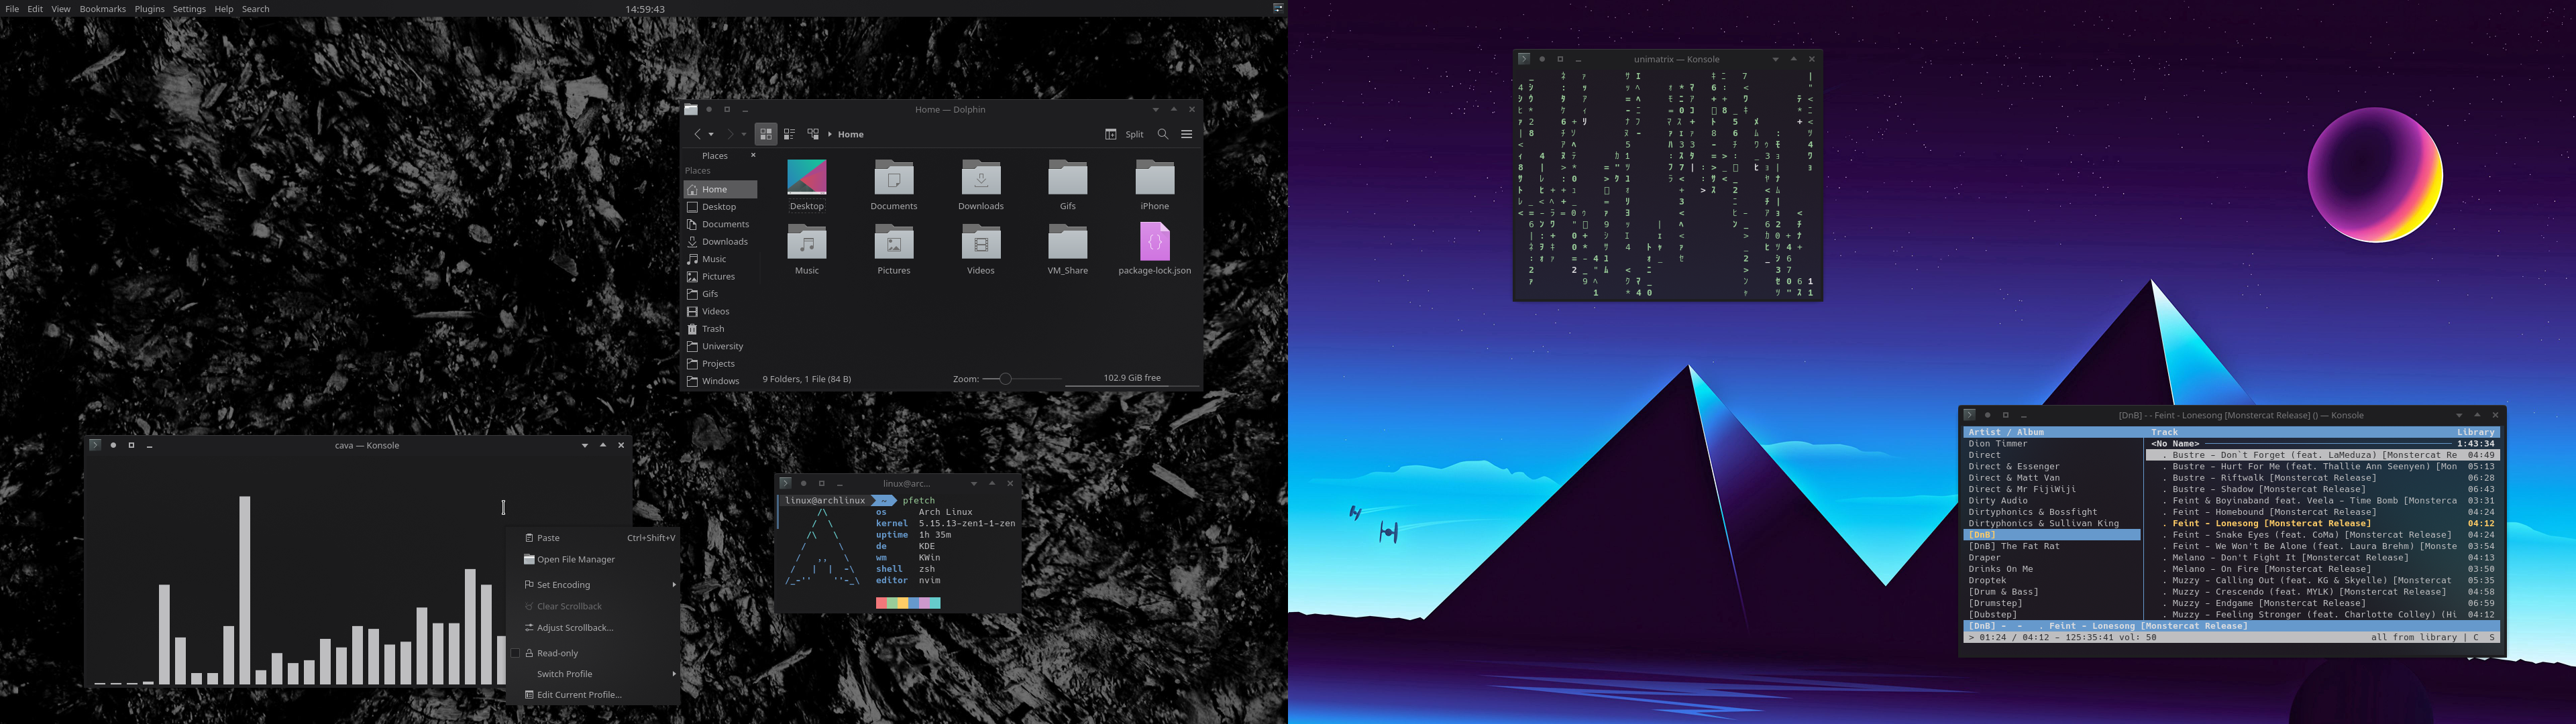 File Edit View Bookmarks Plugins Settings Help Search
14:59:43
Home — Dolphin
Home
Split
Places
Places
Home
Desktop
Documents
Downloads
Music
Pictures
Gifs
Videos
Trash
University
Projects
Windows
Desktop Documents Downloads Gifs iPhone
Music Pictures Videos VM_Share package-lock.json
9 Folders, 1 File (84 B)
Zoom:
102.9 GiB free
cava — Konsole
Paste Ctrl+Shift+V
Open File Manager
Set Encoding
Clear Scrollback
Adjust Scrollback...
Read-only
Switch Profile
Edit Current Profile...
linux@arc...
linux@archlinux ~ pfetch
os Arch Linux
kernel 5.15.13-zen1-1-zen
uptime 1h 35m
de KDE
wm KWin
shell zsh
editor nvim
unimatrix — Konsole
[DnB] - - Feint - Lonesong [Monstercat Release] () — Konsole
Artist / Album Track Library
Dion Timmer <No Name> 1:43:34
Direct . Bustre - Don`t Forget (feat. LaMeduza) [Monstercat Re 04:49
Direct & Essenger . Bustre - Hurt For Me (feat. Thallie Ann Seenyen) [Mon 05:13
Direct & Matt Van . Bustre - Riftwalk [Monstercat Release] 06:28
Direct & Mr FijiWiji . Bustre - Shadow [Monstercat Release] 06:43
Dirty Audio . Feint & Boyinaband feat. Veela - Time Bomb [Monsterca 03:31
Dirtyphonics & Bossfight . Feint - Homebound [Monstercat Release] 04:24
Dirtyphonics & Sullivan King . Feint - Lonesong [Monstercat Release] 04:12
[DnB] . Feint - Snake Eyes (feat. CoMa) [Monstercat Release] 04:24
[DnB] The Fat Rat . Feint - We Won't Be Alone (feat. Laura Brehm) [Monste 03:54
Draper . Melano - Don't Fight It [Monstercat Release] 04:13
Drinks On Me . Melano - On Fire [Monstercat Release] 03:50
Droptek . Muzzy - Calling Out (feat. KG & Skyelle) [Monstercat 05:35
[Drum & Bass] . Muzzy - Crescendo (feat. MYLK) [Monstercat Release] 04:58
[Drumstep] . Muzzy - Endgame [Monstercat Release] 06:59
[Dubstep] . Muzzy - Feeling Stronger (feat. Charlotte Colley) (Hi 04:12
[DnB] - - . Feint - Lonesong [Monstercat Release]
> 01:24 / 04:12 - 125:35:41 vol: 50 all from library | C S